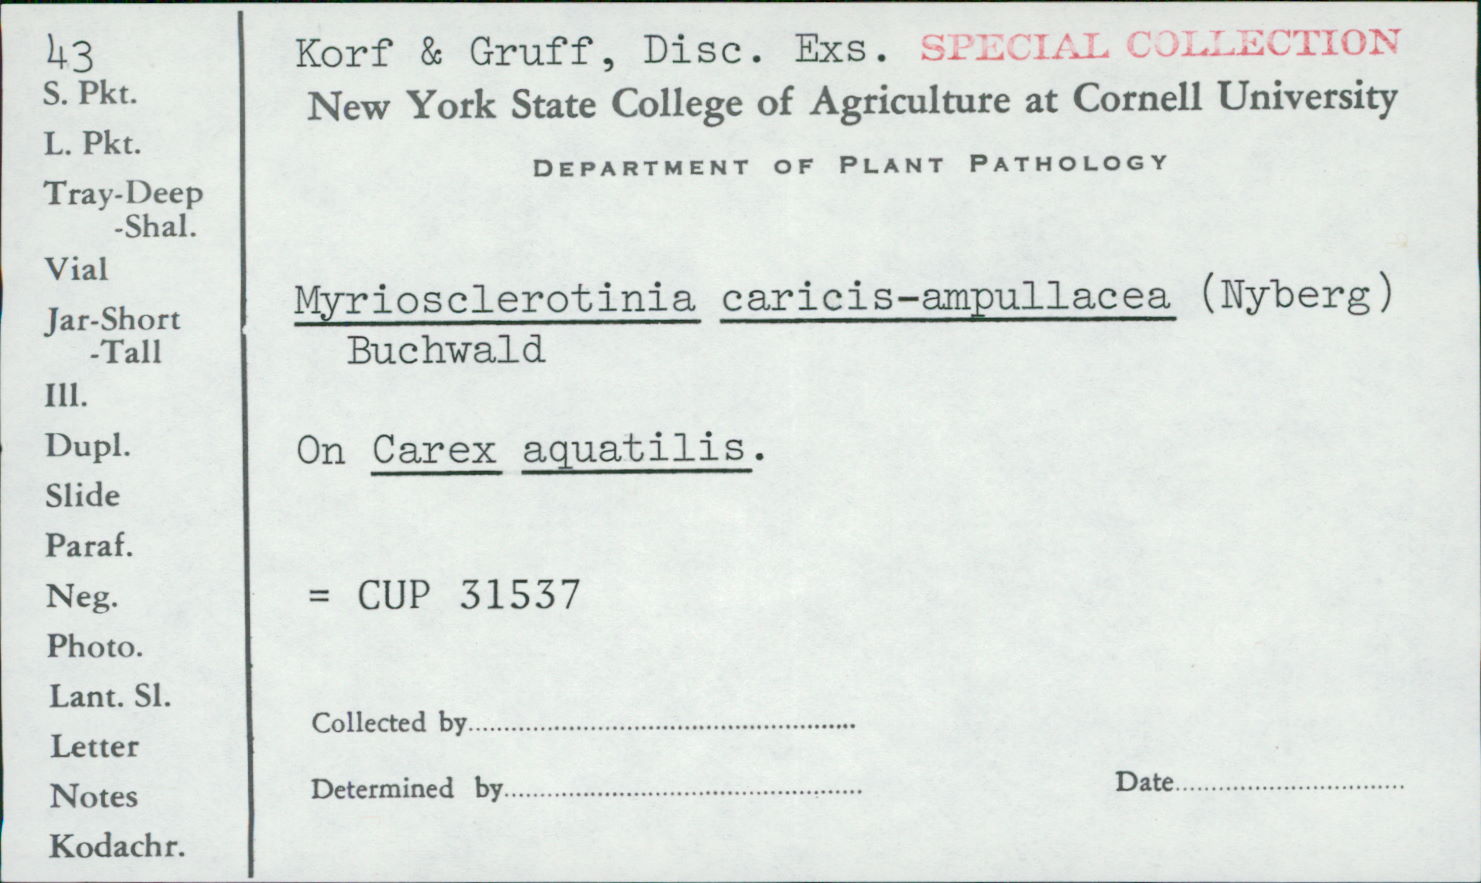 43
S. Pkt.
L. Pkt.
Tray-Deep
-Shal.
Vial
Jar-Short
-Tall
Ill.
Dupl.
Slide
Paraf.
Neg.
Photo.
Lant. Sl.
Letter
Notes
Kodachr.
Korf & Gruff, Disc. Exs. SPECIAL COLLECTION
New York State College of Agriculture at Cornell University
DEPARTMENT OF PLANT PATHOLOGY
Myriosclerotinia caricis-ampullacea (Nyberg)
Buchwald
On Carex aquatilis.
= CUP 31537
Collected by
Determined by Date